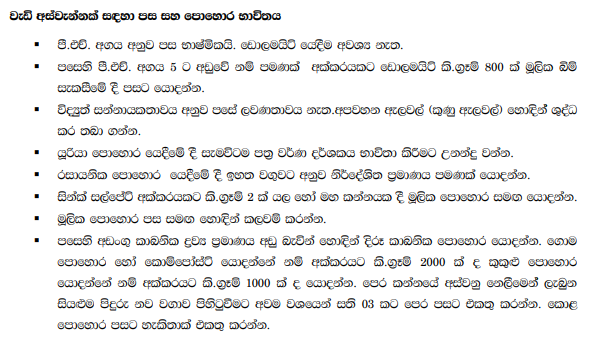 වැඩි අස්වැන්නක් සඳහා පස සහ පොහොර භාවිතය
▪ පී.එච්. අගය අනුව පස භාෂ්මිකයි. ඩොලමයිට් යෙදීම අවශ්‍ය නැත.
▪ පසෙහි පී.එච්. අගය 5 ට අඩුවේ නම් පමණක් අක්කරයකට ඩොලමයිට් කි.ග්‍රෑම් 800 ක් මූලික බිම්
සැකසීමේ දී පසට යොදන්න.
▪ විද්‍යුත් සන්නායකතාවය අනුව පසේ ලවණතාවය නැත.අපවහන ඇලවල් (කුණු ඇලවල්) හොඳින් ශුද්ධ
කර තබා ගන්න.
▪ යූරියා පොහොර යෙදීමේ දී සැමවිටම පත්‍ර වර්ණ දර්ශකය භාවිතා කිරීමට උනන්දු වන්න.
▪ රසායනික පොහොර යෙදීමේ දී ඉහත වගුවට අනුව නිර්දේශිත ප්‍රමාණය පමණක් යොදන්න.
▪ සින්ක් සල්පේට් අක්කරයකට කි.ග්‍රෑම් 2 ක් යල හෝ මහ කන්නයක දී මූලික පොහොර සමඟ යොදන්න.
▪ මූලික පොහොර පස සමඟ හොඳින් කලවම් කරන්න.
▪ පසෙහි අඩංගු කාබනික ද්‍රව්‍ය ප්‍රමාණය අඩු බැවින් හොඳින් දිරූ කාබනික පොහොර යොදන්න. ගොම
පොහොර හෝ කොම්පෝස්ට් යොදන්නේ නම් අක්කරයට කි.ග්‍රෑම් 2000 ක් ද කුකුළු පොහොර
යොදන්නේ නම් අක්කරයට කි.ග්‍රෑම් 1000 ක් ද යොදන්න. පෙර කන්නයේ අස්වනු නෙලීමෙන් ලැබුන
සියළුම පිදුරු නව වගාව පිහිටුවීමට අවම වශයෙන් සති 03 කට පෙර පසට එකතු කරන්න. කොළ
පොහොර පසට හැකිතාක් එකතු කරන්න.